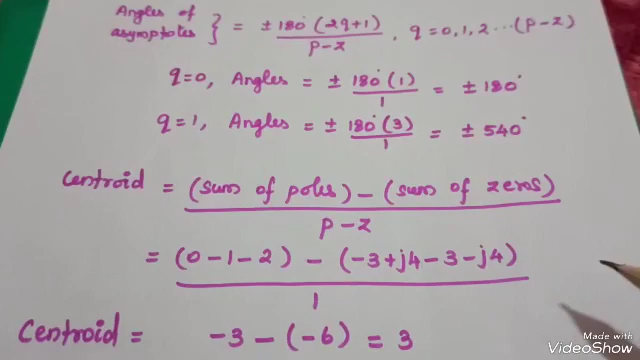 Angles of asymptotes } = ± 180° (2q+1) / p-z , q = 0, 1, 2 ... (p-z)
q=0, Angles = ± 180° (1) / 1 = ± 180°
q=1, Angles = ± 180° (3) / 1 = ± 540°
Centroid = (sum of poles) - (sum of zeros) / p-z
= (0-1-2) - (-3+j4-3-j4) / 1
Centroid = -3 - (-6) = 3
Made With
VideoShow